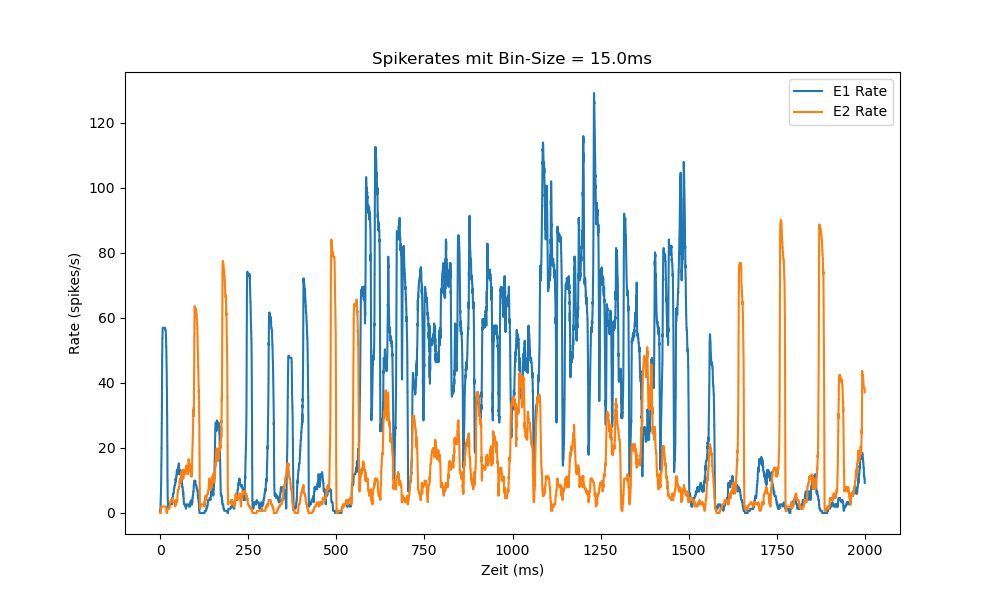 Spikerates mit Bin-Size = 15.0ms
E1 Rate
E2 Rate
120
100
80
60
40
20
0
Rate (spikes/s)
0 250 500 750 1000 1250 1500 1750 2000
Zeit (ms)